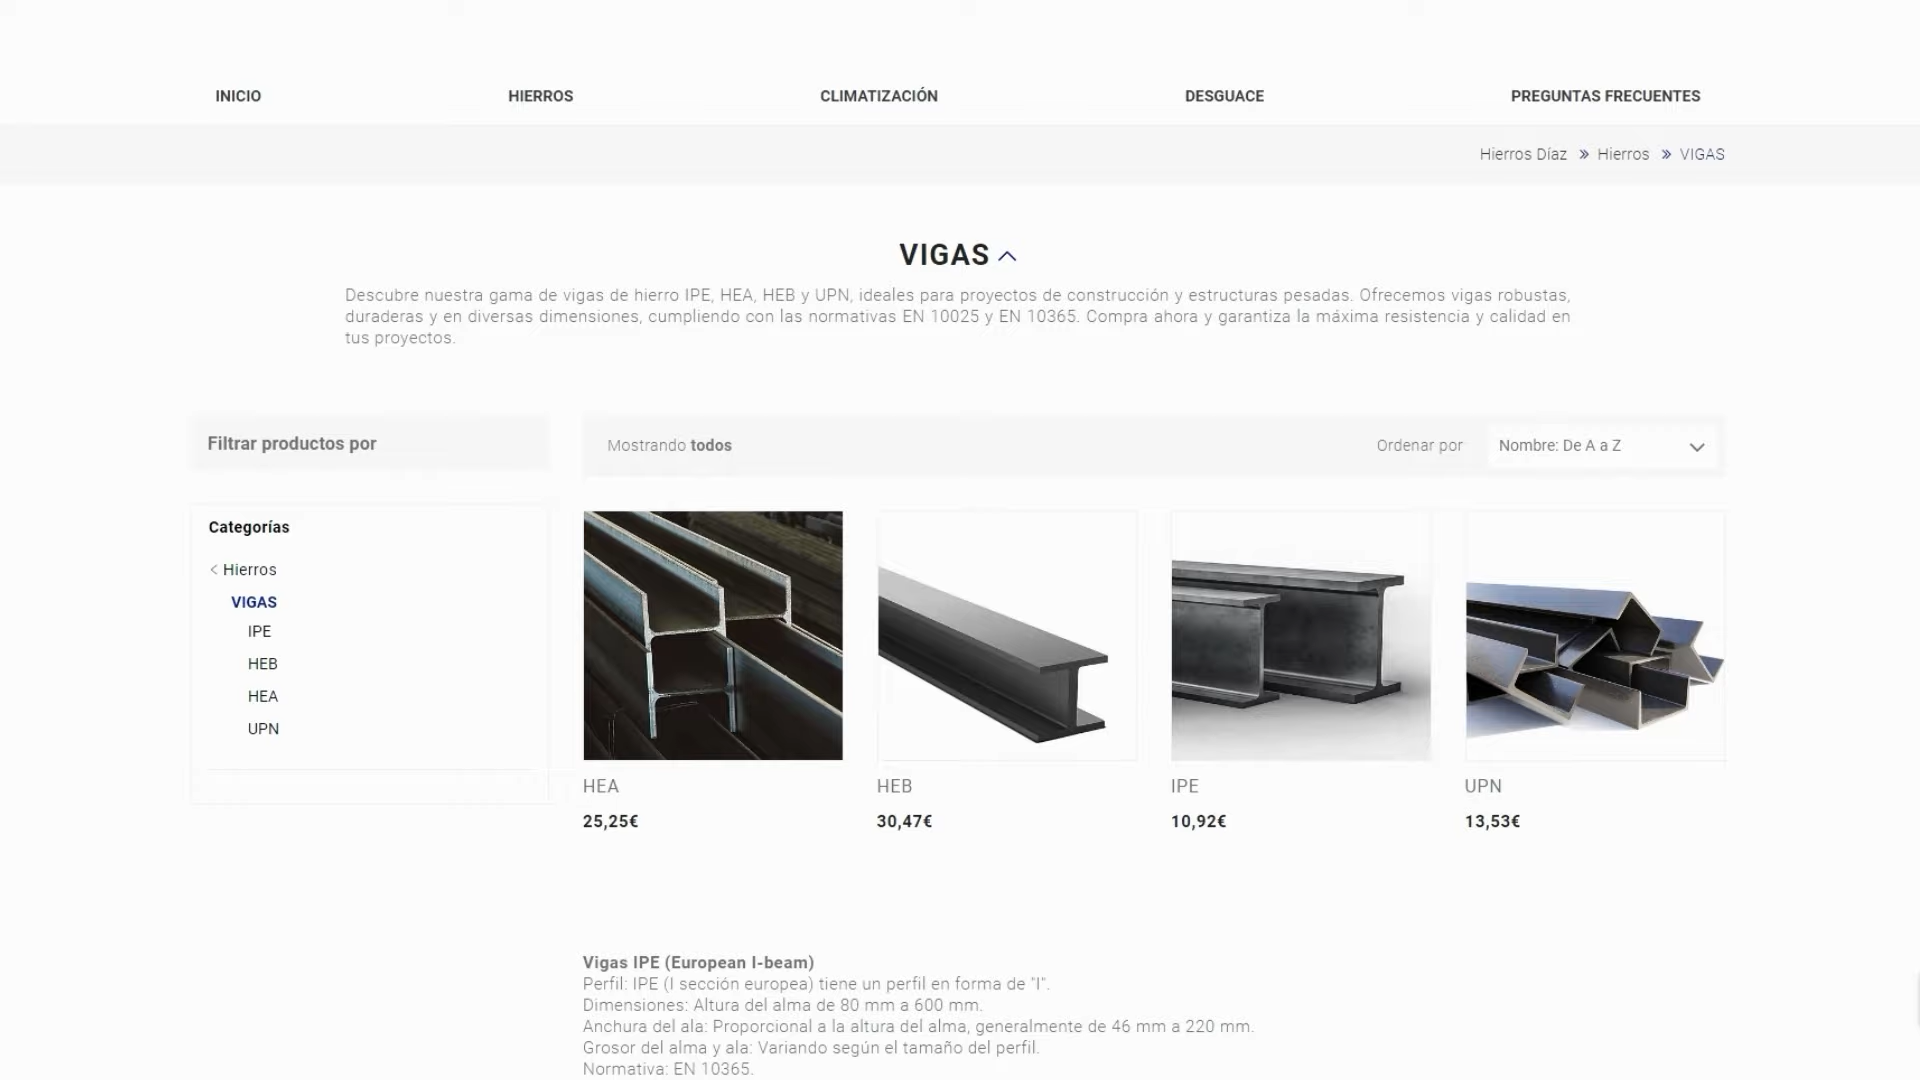 INICIO
HIERROS
CLIMATIZACIÓN
DESGUACE
PREGUNTAS FRECUENTES
Hierros Díaz » Hierros » VIGAS
VIGAS
Descubre nuestra gama de vigas de hierro IPE, HEA, HEB y UPN, ideales para proyectos de construcción y estructuras pesadas. Ofrecemos vigas robustas,
duraderas y en diversas dimensiones, cumpliendo con las normativas EN 10025 y EN 10365. Compra ahora y garantiza la máxima resistencia y calidad en
tus proyectos.
Filtrar productos por
Categorías
< Hierros
VIGAS
IPE
HEB
HEA
UPN
Mostrando todos
Ordenar por
Nombre: De A a Z
HEA
25,25€
HEB
30,47€
IPE
10,92€
UPN
13,53€
Vigas IPE (European I-beam)
Perfil: IPE (I sección europea) tiene un perfil en forma de "I".
Dimensiones: Altura del alma de 80 mm a 600 mm.
Anchura del ala: Proporcional a la altura del alma, generalmente de 46 mm a 220 mm.
Grosor del alma y ala: Variando según el tamaño del perfil.
Normativa: EN 10365.